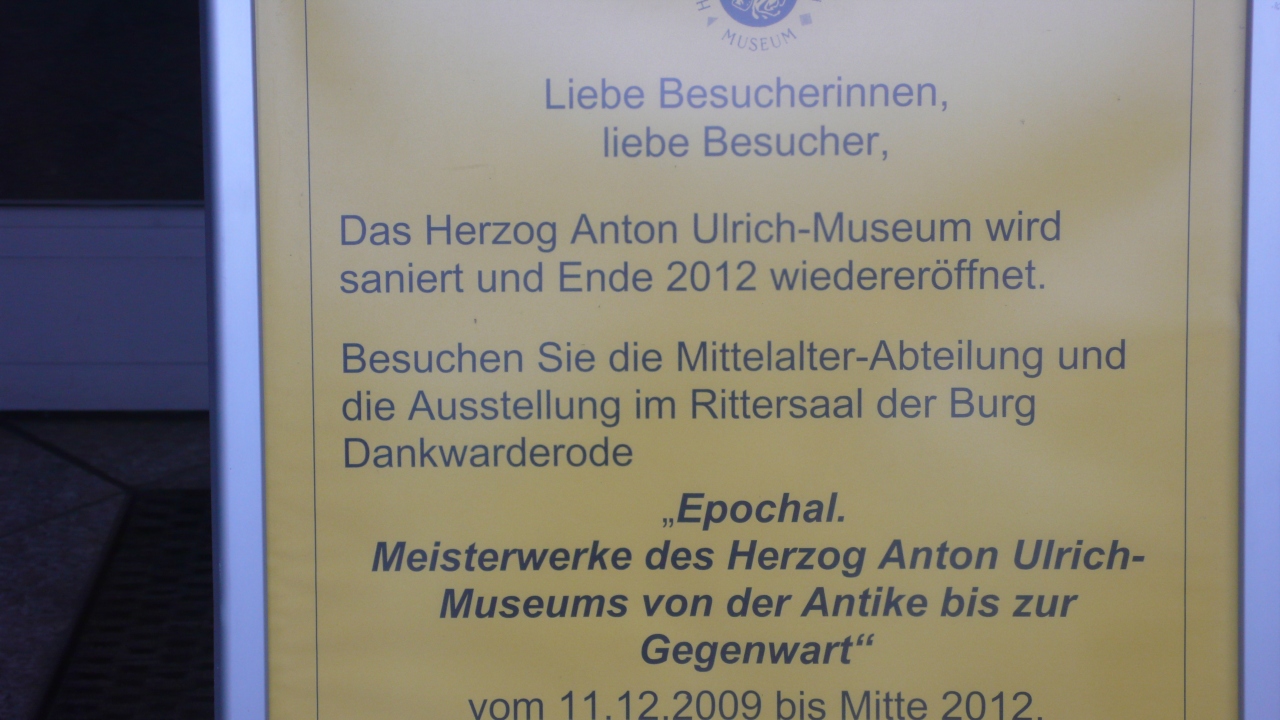 MUSEUM
Liebe Besucherinnen,
liebe Besucher,
Das Herzog Anton Ulrich-Museum wird
saniert und Ende 2012 wiedereröffnet.
Besuchen Sie die Mittelalter-Abteilung und
die Ausstellung im Rittersaal der Burg
Dankwarderode
„Epochal.
Meisterwerke des Herzog Anton Ulrich-
Museums von der Antike bis zur
Gegenwart“
vom 11.12.2009 bis Mitte 2012.